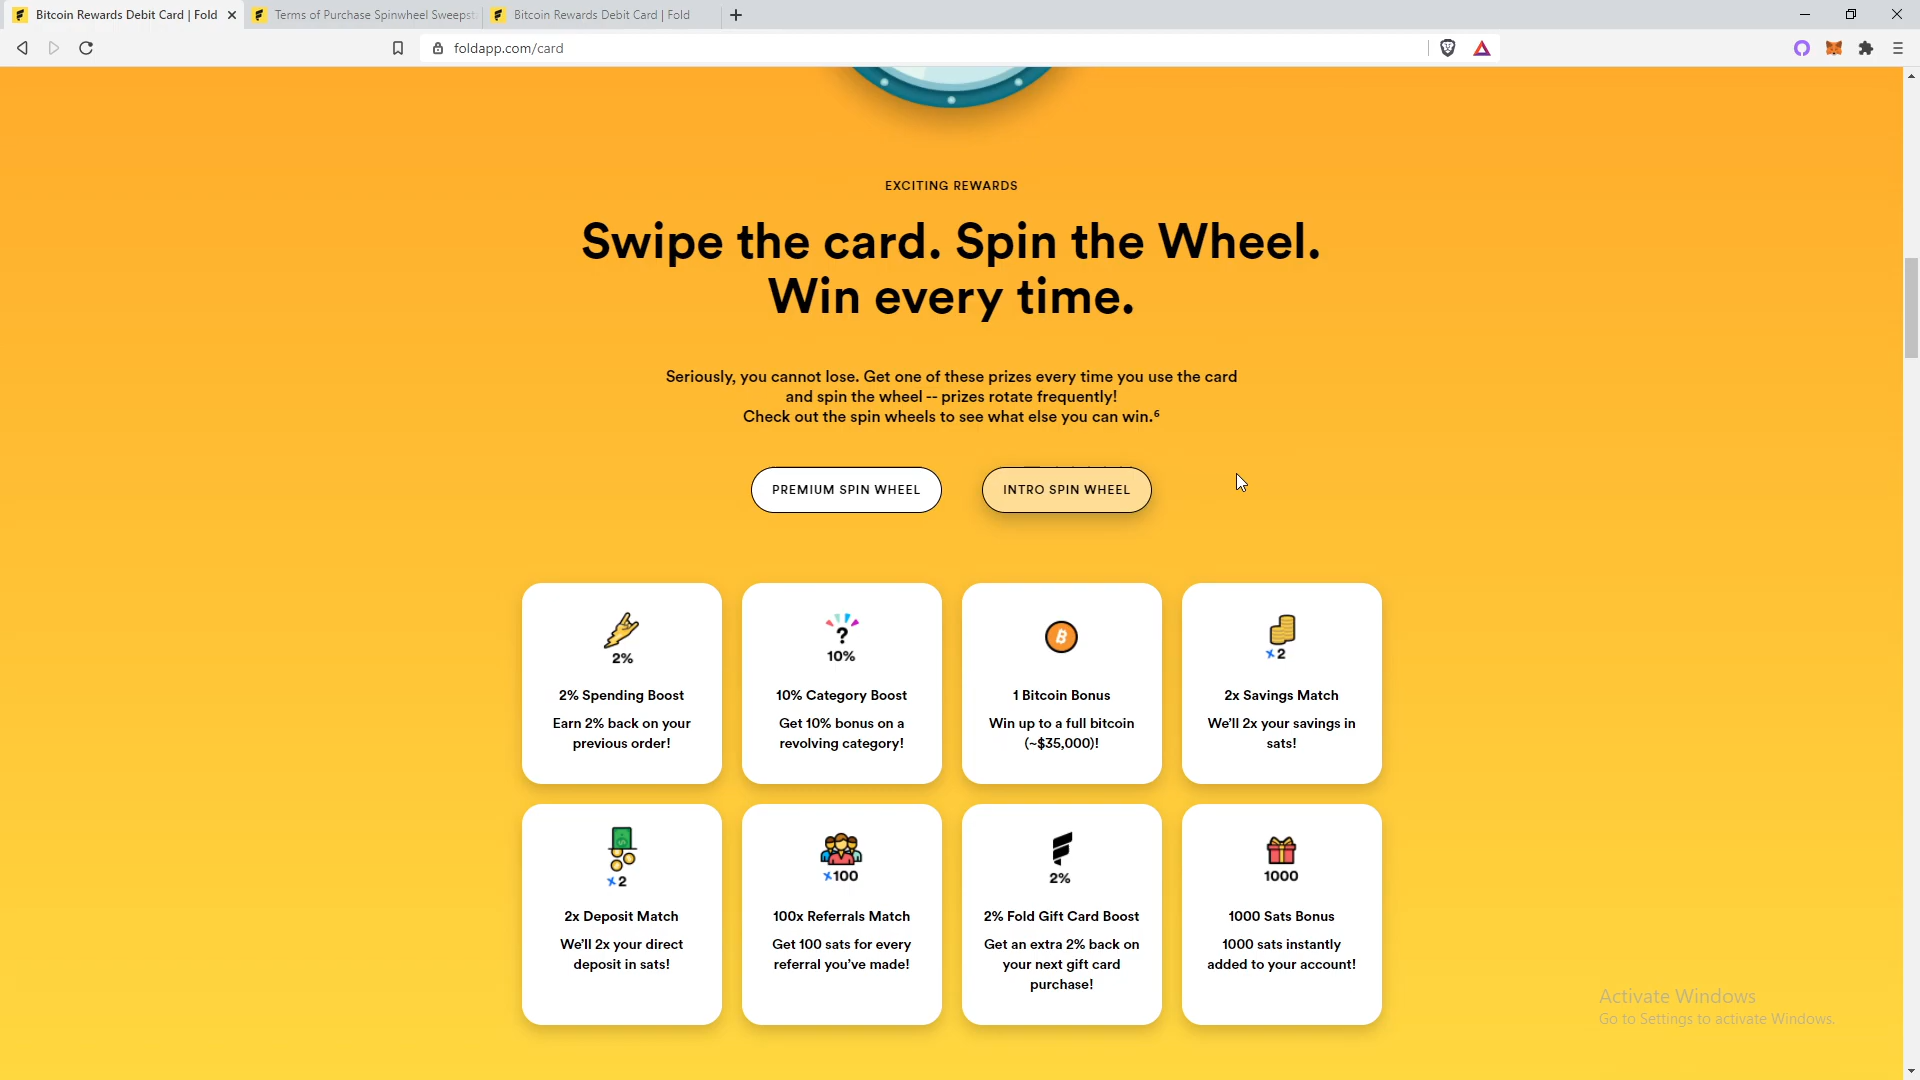 Bitcoin Rewards Debit Card | Fold
Terms of Purchase Spinwheel Sweepst
Bitcoin Rewards Debit Card | Fold
foldapp.com/card
EXCITING REWARDS
Swipe the card. Spin the Wheel.
Win every time.
Seriously, you cannot lose. Get one of these prizes every time you use the card
and spin the wheel -- prizes rotate frequently!
Check out the spin wheels to see what else you can win.⁶
PREMIUM SPIN WHEEL
INTRO SPIN WHEEL
2%
2% Spending Boost
Earn 2% back on your
previous order!
?
10%
10% Category Boost
Get 10% bonus on a
revolving category!
1 Bitcoin Bonus
Win up to a full bitcoin
(~$35,000)!
x2
2x Savings Match
We'll 2x your savings in
sats!
x2
2x Deposit Match
We'll 2x your direct
deposit in sats!
x100
100x Referrals Match
Get 100 sats for every
referral you've made!
2%
2% Fold Gift Card Boost
Get an extra 2% back on
your next gift card
purchase!
1000
1000 Sats Bonus
1000 sats instantly
added to your account!
Activate Windows
Go to Settings to activate Windows.